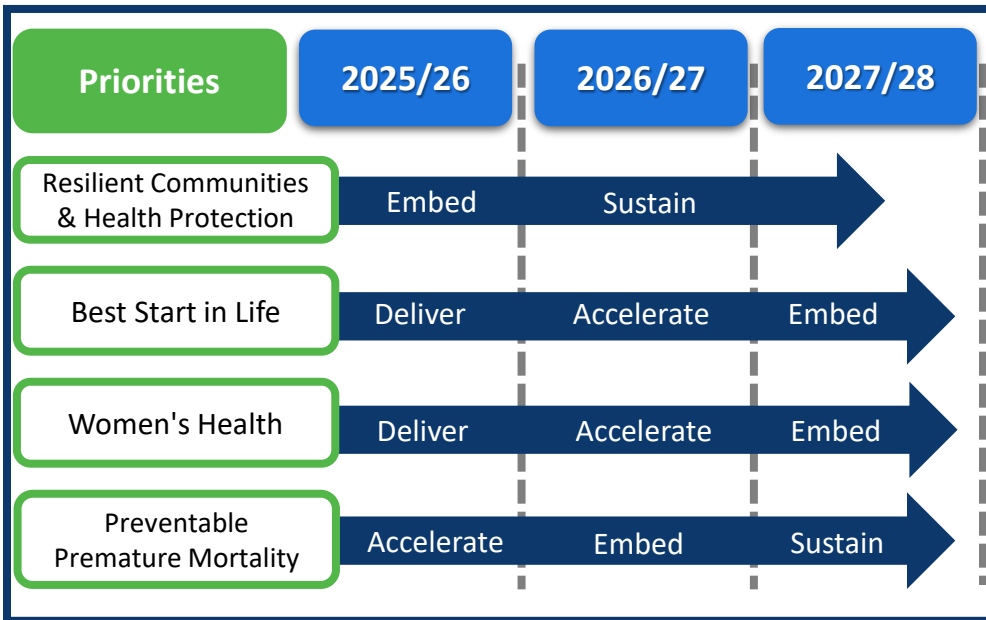 Priorities
2025/26
2026/27
2027/28
Resilient Communities
& Health Protection
Embed
Sustain
Best Start in Life
Deliver
Accelerate
Embed
Women's Health
Deliver
Accelerate
Embed
Preventable
Premature Mortality
Accelerate
Embed
Sustain